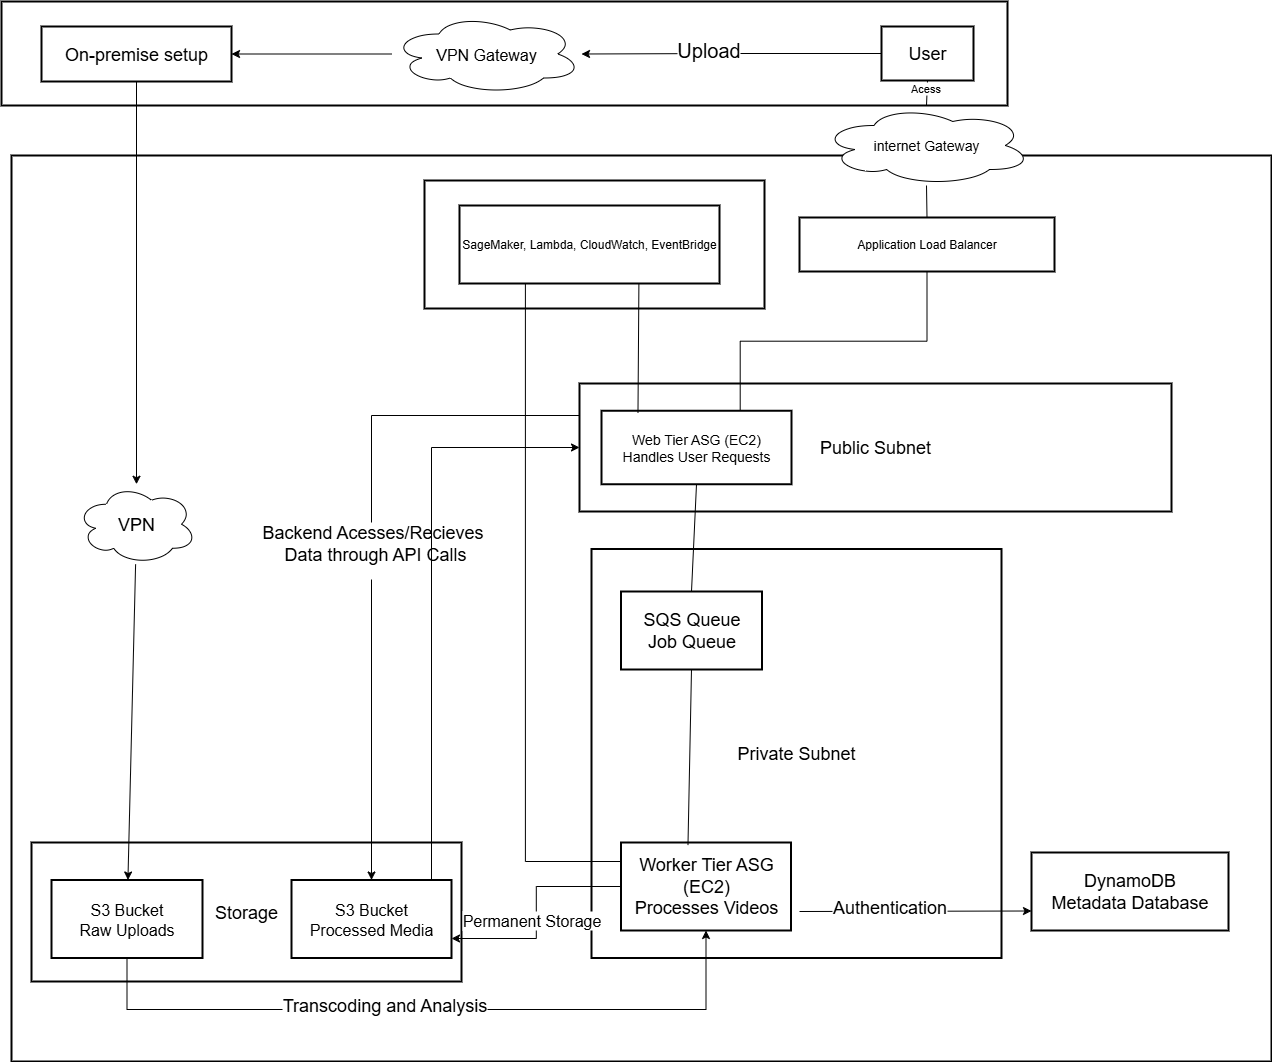 On-premise setup
VPN Gateway
Upload
User
Acess
internet Gateway
SageMaker, Lambda, CloudWatch, EventBridge
Application Load Balancer
Web Tier ASG (EC2)
Handles User Requests
Public Subnet
VPN
Backend Acesses/Recieves
Data through API Calls
SQS Queue
Job Queue
Private Subnet
Worker Tier ASG
(EC2)
Processes Videos
DynamoDB
Metadata Database
Authentication
S3 Bucket
Raw Uploads
Storage
S3 Bucket
Processed Media
Permanent Storage
Transcoding and Analysis